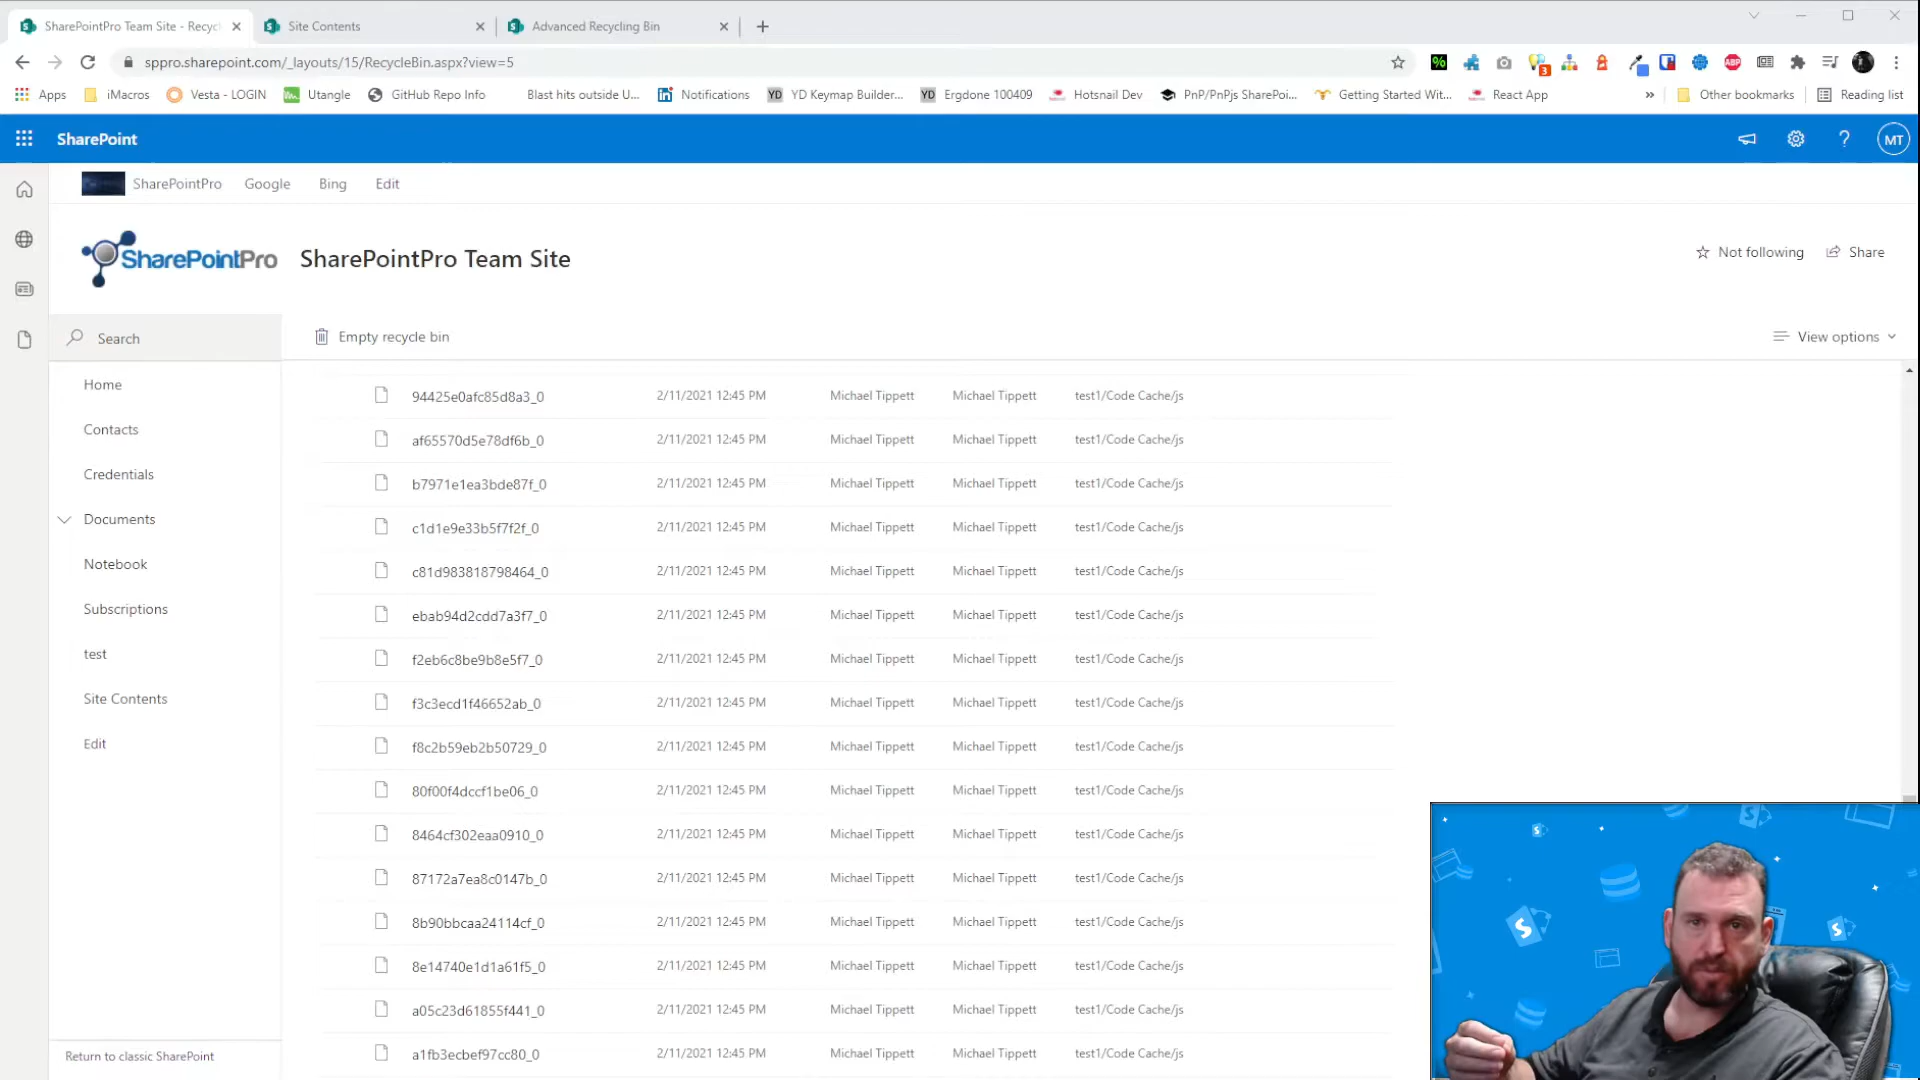 SharePointPro Team Site - Recyc
Site Contents
Advanced Recycling Bin
sppro.sharepoint.com/_layouts/15/RecycleBin.aspx?view=5
%
3
ABP
Apps
iMacros
Vesta - LOGIN
Utangle
GitHub Repo Info
Blast hits outside U...
Notifications
YD YD Keymap Builder...
YD Ergdone 100409
Hotsnail Dev
PnP/PnPjs SharePoi...
Getting Started Wit...
React App
»
Other bookmarks
Reading list
SharePoint
?
MT
SharePointPro
Google
Bing
Edit
SharePointPro
SharePointPro Team Site
Not following
Share
Search
Empty recycle bin
View options
Home
Contacts
Credentials
Documents
Notebook
Subscriptions
test
Site Contents
Edit
Return to classic SharePoint
94425e0afc85d8a3_0 2/11/2021 12:45 PM Michael Tippett Michael Tippett test1/Code Cache/js
af65570d5e78df6b_0 2/11/2021 12:45 PM Michael Tippett Michael Tippett test1/Code Cache/js
b7971e1ea3bde87f_0 2/11/2021 12:45 PM Michael Tippett Michael Tippett test1/Code Cache/js
c1d1e9e33b5f7f2f_0 2/11/2021 12:45 PM Michael Tippett Michael Tippett test1/Code Cache/js
c81d983818798464_0 2/11/2021 12:45 PM Michael Tippett Michael Tippett test1/Code Cache/js
ebab94d2cdd7a3f7_0 2/11/2021 12:45 PM Michael Tippett Michael Tippett test1/Code Cache/js
f2eb6c8be9b8e5f7_0 2/11/2021 12:45 PM Michael Tippett Michael Tippett test1/Code Cache/js
f3c3ecd1f46652ab_0 2/11/2021 12:45 PM Michael Tippett Michael Tippett test1/Code Cache/js
f8c2b59eb2b50729_0 2/11/2021 12:45 PM Michael Tippett Michael Tippett test1/Code Cache/js
80f00f4dccf1be06_0 2/11/2021 12:45 PM Michael Tippett Michael Tippett test1/Code Cache/js
8464cf302eaa0910_0 2/11/2021 12:45 PM Michael Tippett Michael Tippett test1/Code Cache/js
87172a7ea8c0147b_0 2/11/2021 12:45 PM Michael Tippett Michael Tippett test1/Code Cache/js
8b90bbcaa24114cf_0 2/11/2021 12:45 PM Michael Tippett Michael Tippett test1/Code Cache/js
8e14740e1d1a61f5_0 2/11/2021 12:45 PM Michael Tippett Michael Tippett test1/Code Cache/js
a05c23d61855f441_0 2/11/2021 12:45 PM Michael Tippett Michael Tippett test1/Code Cache/js
a1fb3ecbef97cc80_0 2/11/2021 12:45 PM Michael Tippett Michael Tippett test1/Code Cache/js